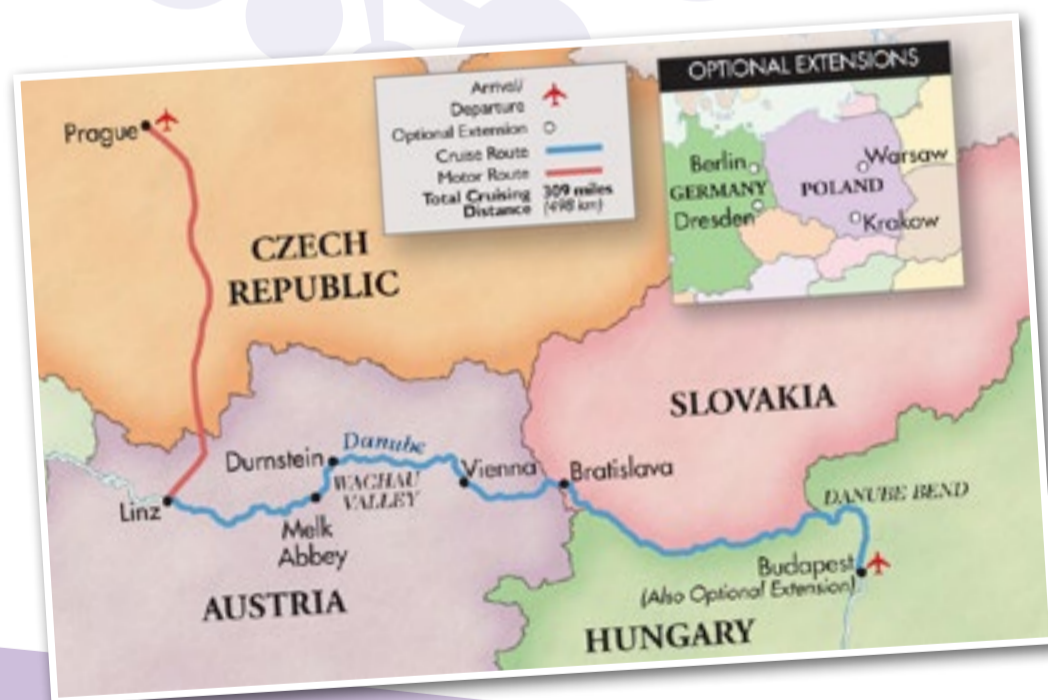 Prague
CZECH
REPUBLIC
Arrival/
Departure
Optional Extension
Cruise Route
Motor Route
Total Cruising
Distance
309 miles
(498 km)
OPTIONAL EXTENSIONS
Berlin
GERMANY
Dresden
Warsaw
POLAND
Krakow
SLOVAKIA
Durnstein
Danube
WACHAU
VALLEY
Vienna
Bratislava
Linz
Melk
Abbey
AUSTRIA
DANUBE BEND
Budapest
(Also Optional Extension)
HUNGARY